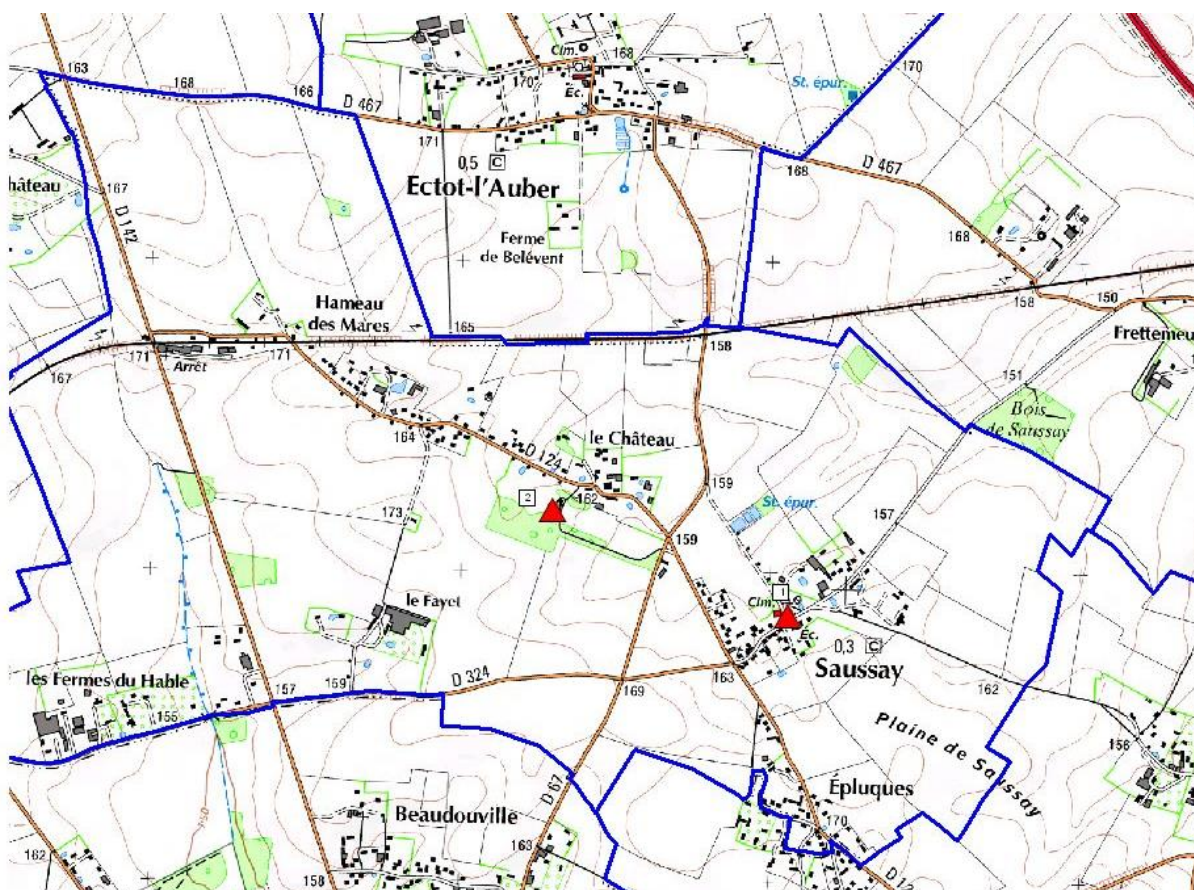 163
168
166
D 467
Cim.
168
170
Éc.
St. épur.
170
171
0,5 C
Ectot-l'Auber
168
D 467
hâteau
167
D 142
Ferme
de Belévent
168
Hameau
des Mares
165
158
150
158
Frettemeu
171
Arrêt
171
167
151
Bois
de Saussay
164
le Château
D 124
162
2
159
St. épur.
173
159
157
le Fayet
1
Cim.
Éc.
0,3 C
Saussay
les Fermes du Hable
155
157
159
D 324
169
163
162
Plaine de Saussay
156
150
Beaudouville
D 67
Épluques
170
162
158
163
D 12